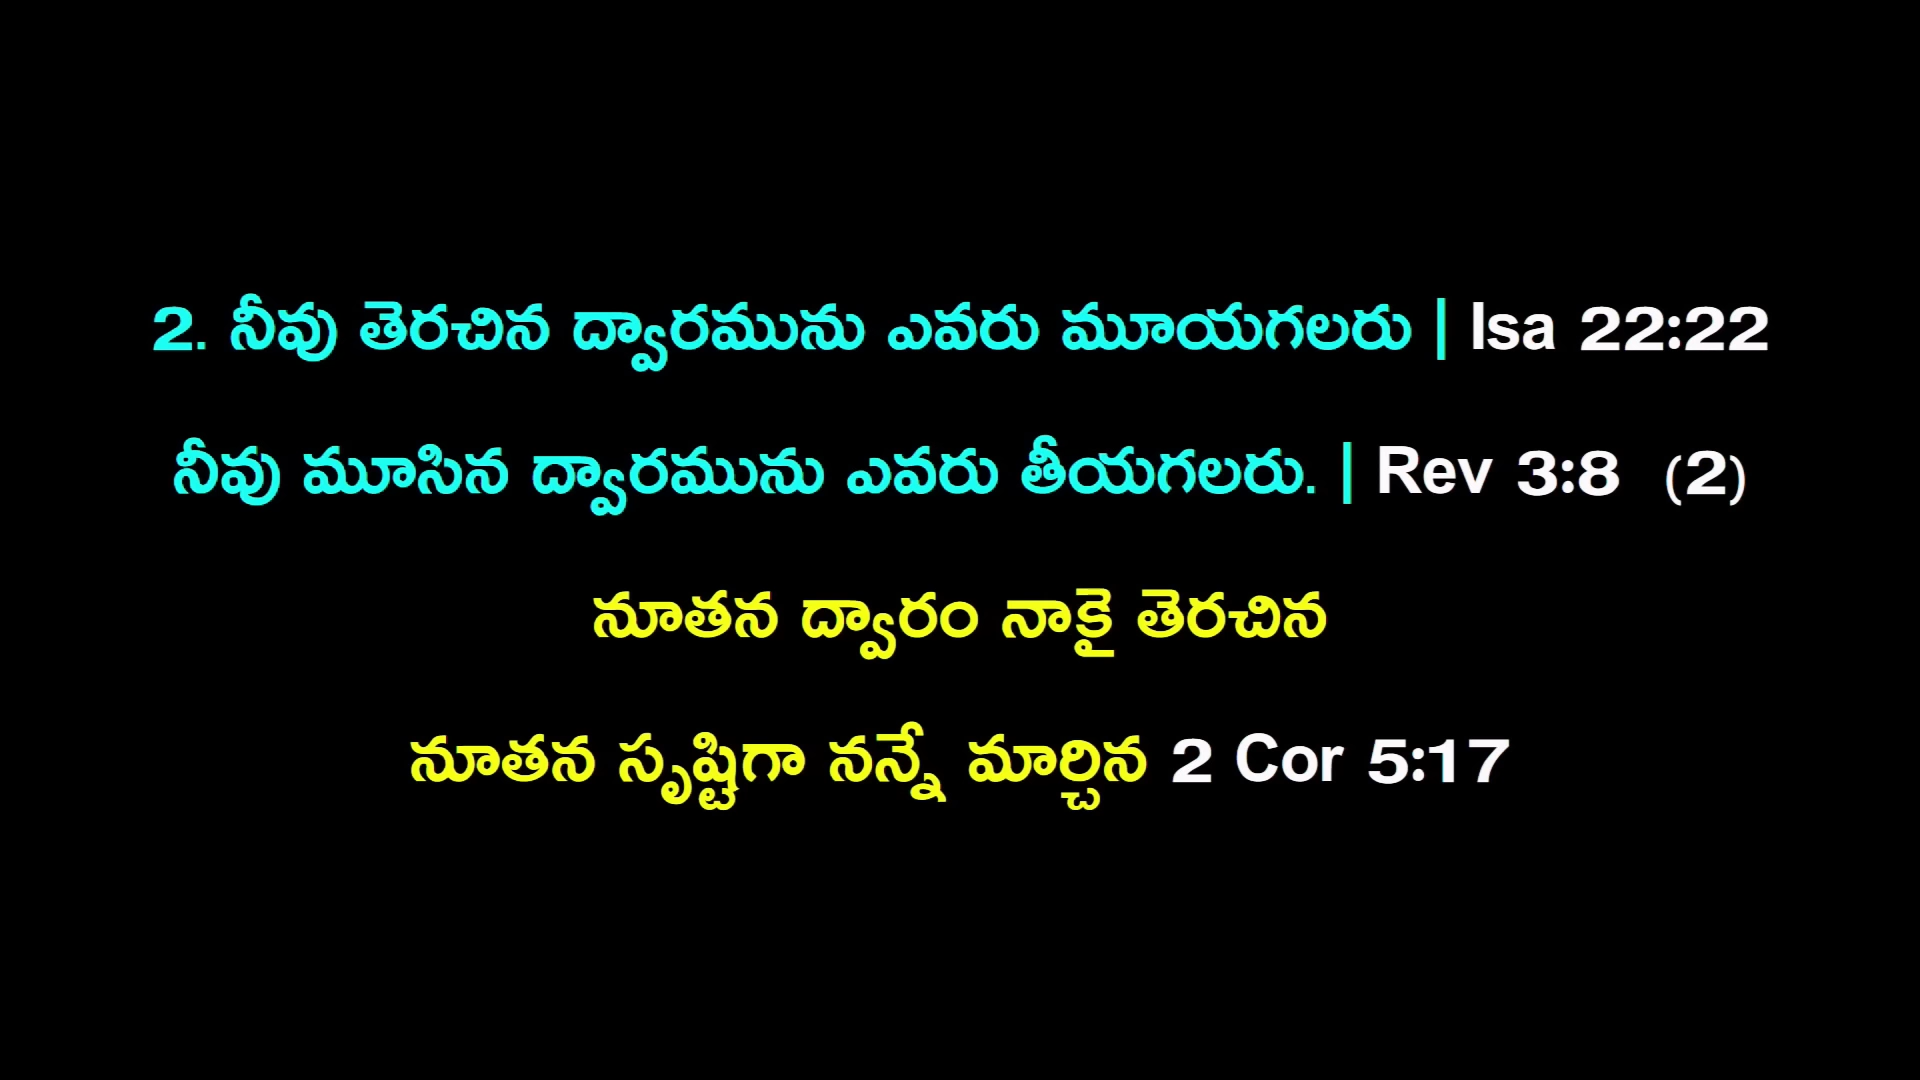 2. నీవు తెరచిన ద్వారమును ఎవరు మూయగలరు | Isa 22:22
నీవు మూసిన ద్వారమును ఎవరు తీయగలరు. | Rev 3:8 (2)
నూతన ద్వారం నాకై తెరచిన
నూతన సృష్టిగా నన్నే మార్చిన 2 Cor 5:17